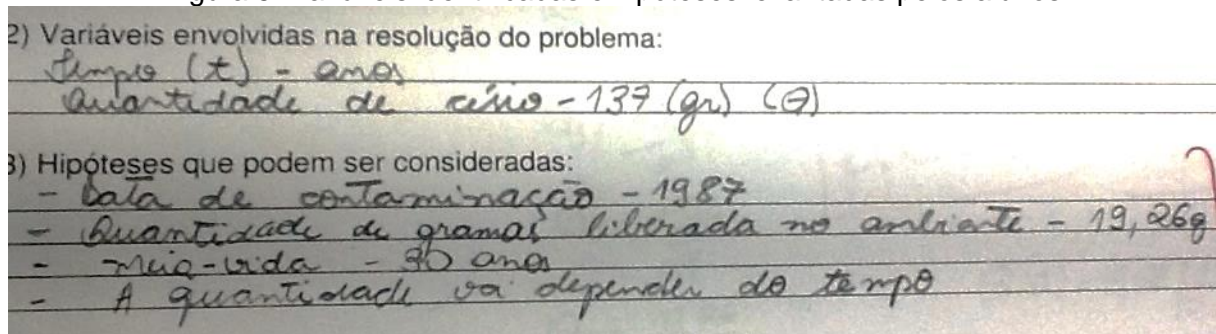 2) Variáveis envolvidas na resolução do problema:
Tempo (t) - anos
Quantidade de césio - 137 (gr) (Q)
3) Hipóteses que podem ser consideradas:
- Data de contaminação - 1987
- Quantidade de gramas liberada no ambiente - 19,26g
- meia-vida - 30 anos
- A quantidade vai depender do tempo